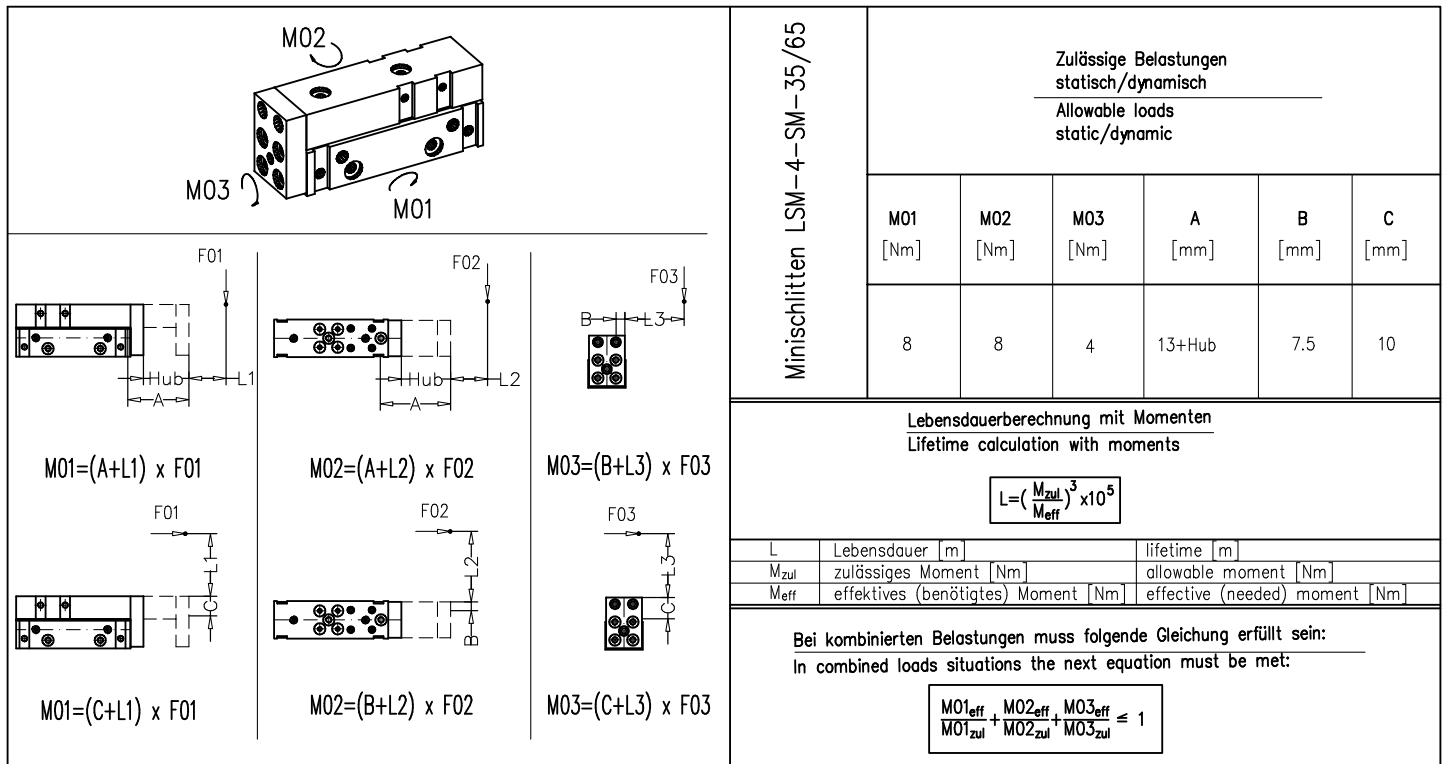 M02
M03
M01
F01
Hub
L1
A
M01=(A+L1) x F01
F02
Hub
L2
A
M02=(A+L2) x F02
F03
B
L3
M03=(B+L3) x F03
F01
L1
C
M01=(C+L1) x F01
F02
L2
B
M02=(B+L2) x F02
F03
L3
C
M03=(C+L3) x F03
Minischlitten LSM-4-SM-35/65
Zulässige Belastungen
statisch/dynamisch
Allowable loads
static/dynamic
M01 M02 M03 A B C
[Nm] [Nm] [Nm] [mm] [mm] [mm]
8 8 4 13+Hub 7.5 10
Lebensdauerberechnung mit Momenten
Lifetime calculation with moments
L=(Mzul/Meff)³x10⁵
L Lebensdauer [m] lifetime [m]
Mzul zulässiges Moment [Nm] allowable moment [Nm]
Meff effektives (benötigtes) Moment [Nm] effective (needed) moment [Nm]
Bei kombinierten Belastungen muss folgende Gleichung erfüllt sein:
In combined loads situations the next equation must be met:
M01eff/M01zul + M02eff/M02zul + M03eff/M03zul ≤ 1